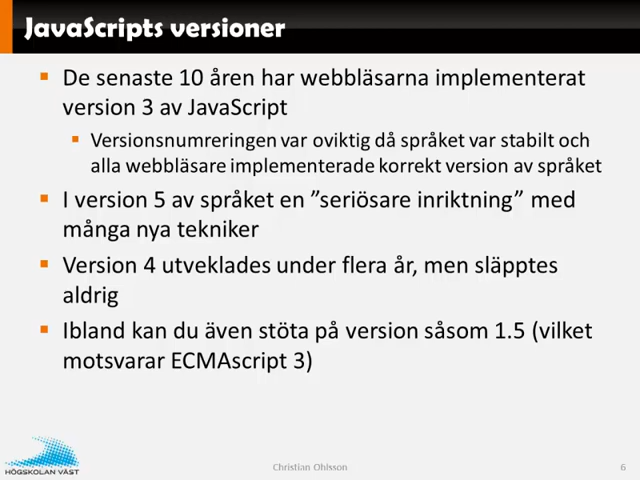 JavaScripts versioner
De senaste 10 åren har webbläsarna implementerat
version 3 av JavaScript
Versionsnumreringen var oviktig då språket var stabilt och
alla webbläsare implementerade korrekt version av språket
I version 5 av språket en ”seriösare inriktning” med
många nya tekniker
Version 4 utveklades under flera år, men släpptes
aldrig
Ibland kan du även stöta på version såsom 1.5 (vilket
motsvarar ECMAscript 3)
HÖGSKOLAN VÄST
Christian Ohlsson
6